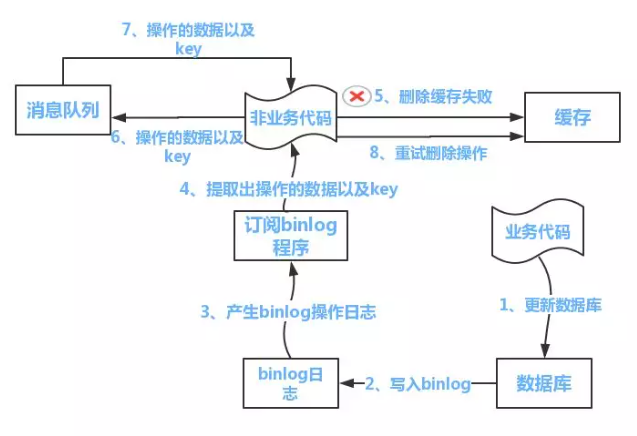 7、操作的数据以及
key
消息队列
非业务代码
5、删除缓存失败
缓存
6、操作的数据以及
key
8、重试删除操作
4、提取出操作的数据以及key
订阅binlog
程序
业务代码
1、更新数据库
3、产生binlog操作日志
binlog日
志
2、写入binlog
数据库